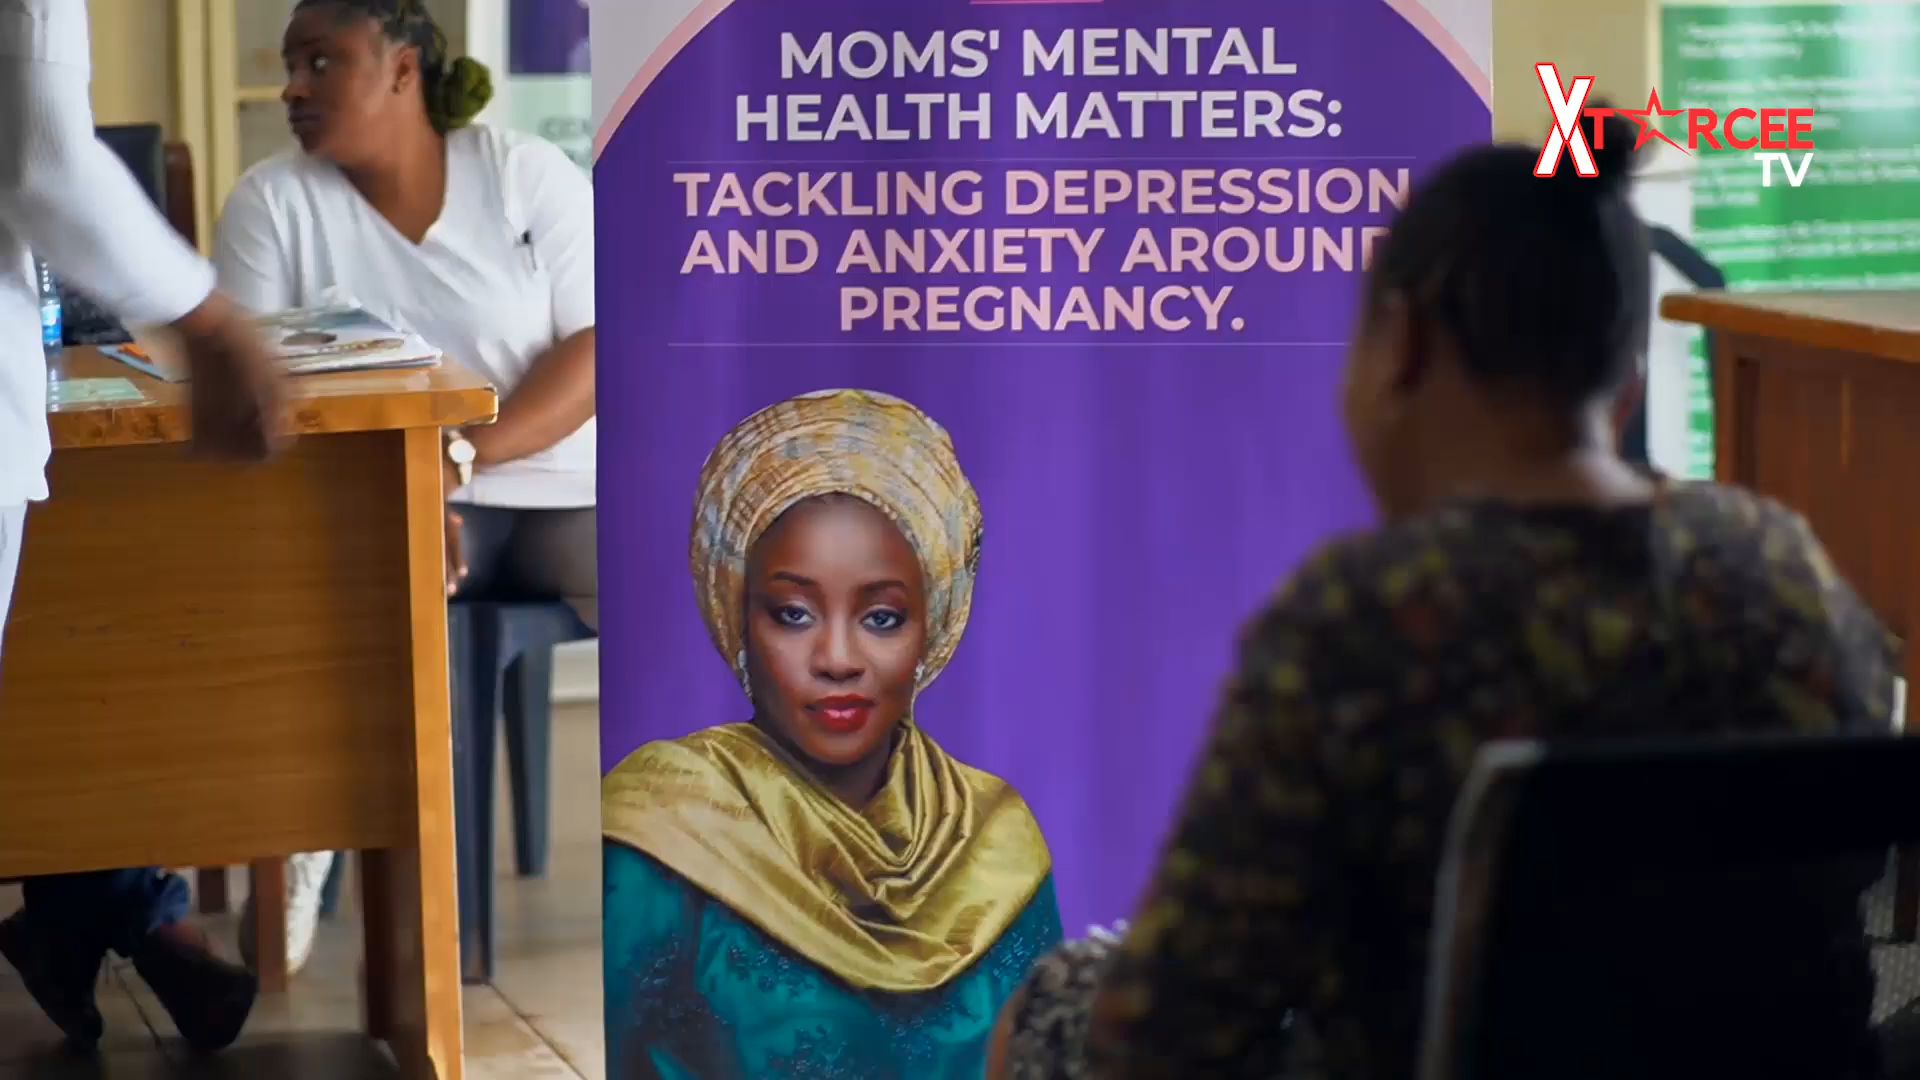 MOMS' MENTAL
HEALTH MATTERS:
TACKLING DEPRESSION
AND ANXIETY AROUND
PREGNANCY.
XTARCEE
TV